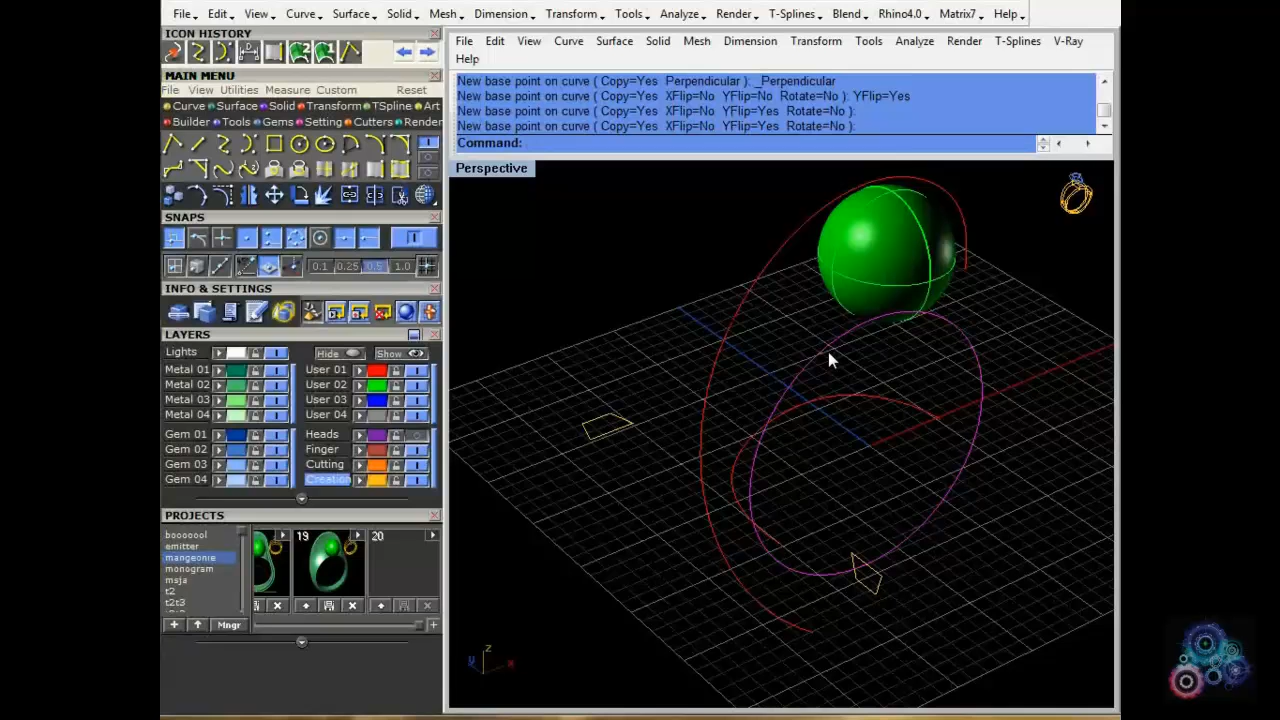 File Edit View Curve Surface Solid Mesh Dimension Transform Tools Analyze Render T-Splines Blend Rhino4.0 Matrix7 Help
ICON HISTORY
MAIN MENU
File View Utilities Measure Custom Reset
Curve Surface Solid Transform TSpline Art
Builder Tools Gems Setting Cutters Render
SNAPS
0.1 0.25 0.5 1.0
INFO & SETTINGS
LAYERS
Lights Hide Show
Metal 01 User 01
Metal 02 User 02
Metal 03 User 03
Metal 04 User 04
Gem 01 Heads
Gem 02 Finger
Gem 03 Cutting
Gem 04 Creation
PROJECTS
booooool
emitter
mangeonie
monogram
msja
t2
t2t3
19 20
Mngr
File Edit View Curve Surface Solid Mesh Dimension Transform Tools Analyze Render T-Splines V-Ray
Help
New base point on curve ( Copy=Yes Perpendicular ): _Perpendicular
New base point on curve ( Copy=Yes XFlip=No YFlip=No Rotate=No ): YFlip=Yes
New base point on curve ( Copy=Yes XFlip=No YFlip=Yes Rotate=No ):
New base point on curve ( Copy=Yes XFlip=No YFlip=Yes Rotate=No ):
Command:
Perspective
z
y
x